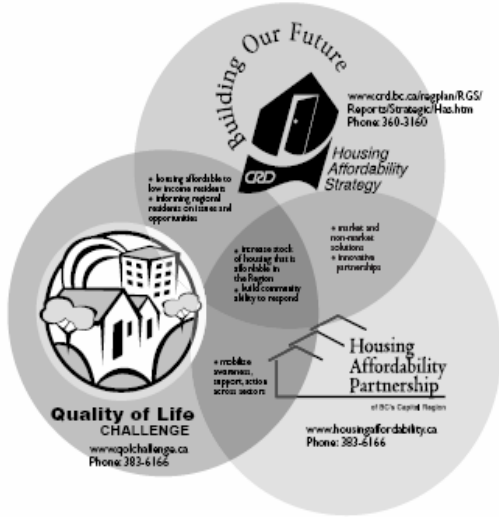 Building Our Future
www.crd.bc.ca/regplan/RGS/
Reports/Strategic/Has.htm
Phone: 360-3160
CRD
Housing
Affordability
Strategy
• housing affordable to
low income residents
• informing regional
residents on issues and
opportunities
• market and
non-market
solutions
• innovative
partnerships
• increase stock
of housing that is
affordable in
the Region
• build community
ability to respond
• mobilize
awareness,
support, action
across sectors
Housing
Affordability
Partnership
of BC's Capital Region
www.housingaffordability.ca
Phone: 383-6166
Quality of Life
CHALLENGE
www.qolchallenge.ca
Phone: 383-6166